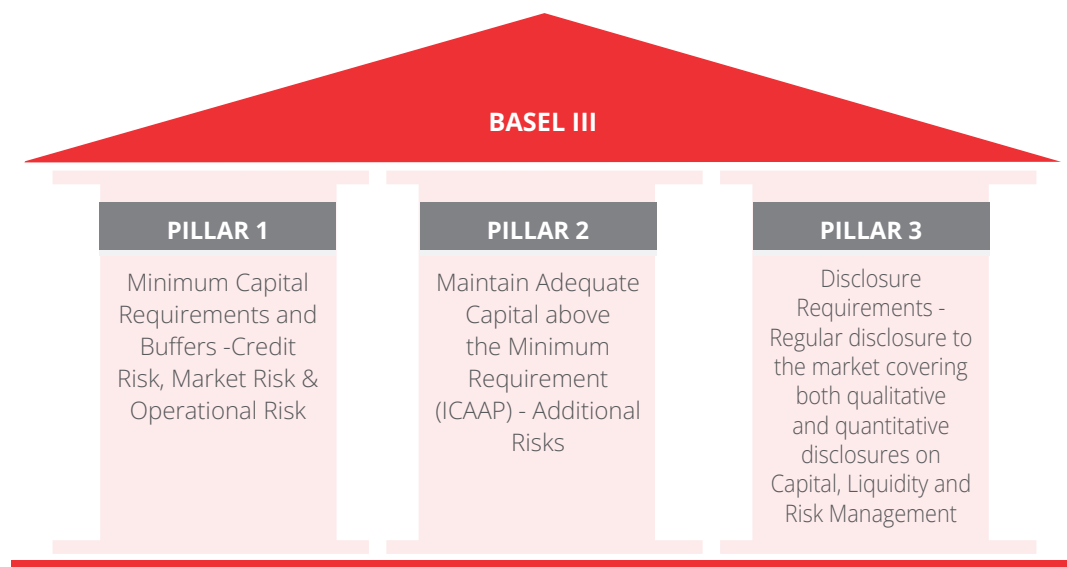 BASEL III
PILLAR 1
Minimum Capital
Requirements and
Buffers -Credit
Risk, Market Risk &
Operational Risk
PILLAR 2
Maintain Adequate
Capital above
the Minimum
Requirement
(ICAAP) - Additional
Risks
PILLAR 3
Disclosure
Requirements -
Regular disclosure to
the market covering
both qualitative
and quantitative
disclosures on
Capital, Liquidity and
Risk Management